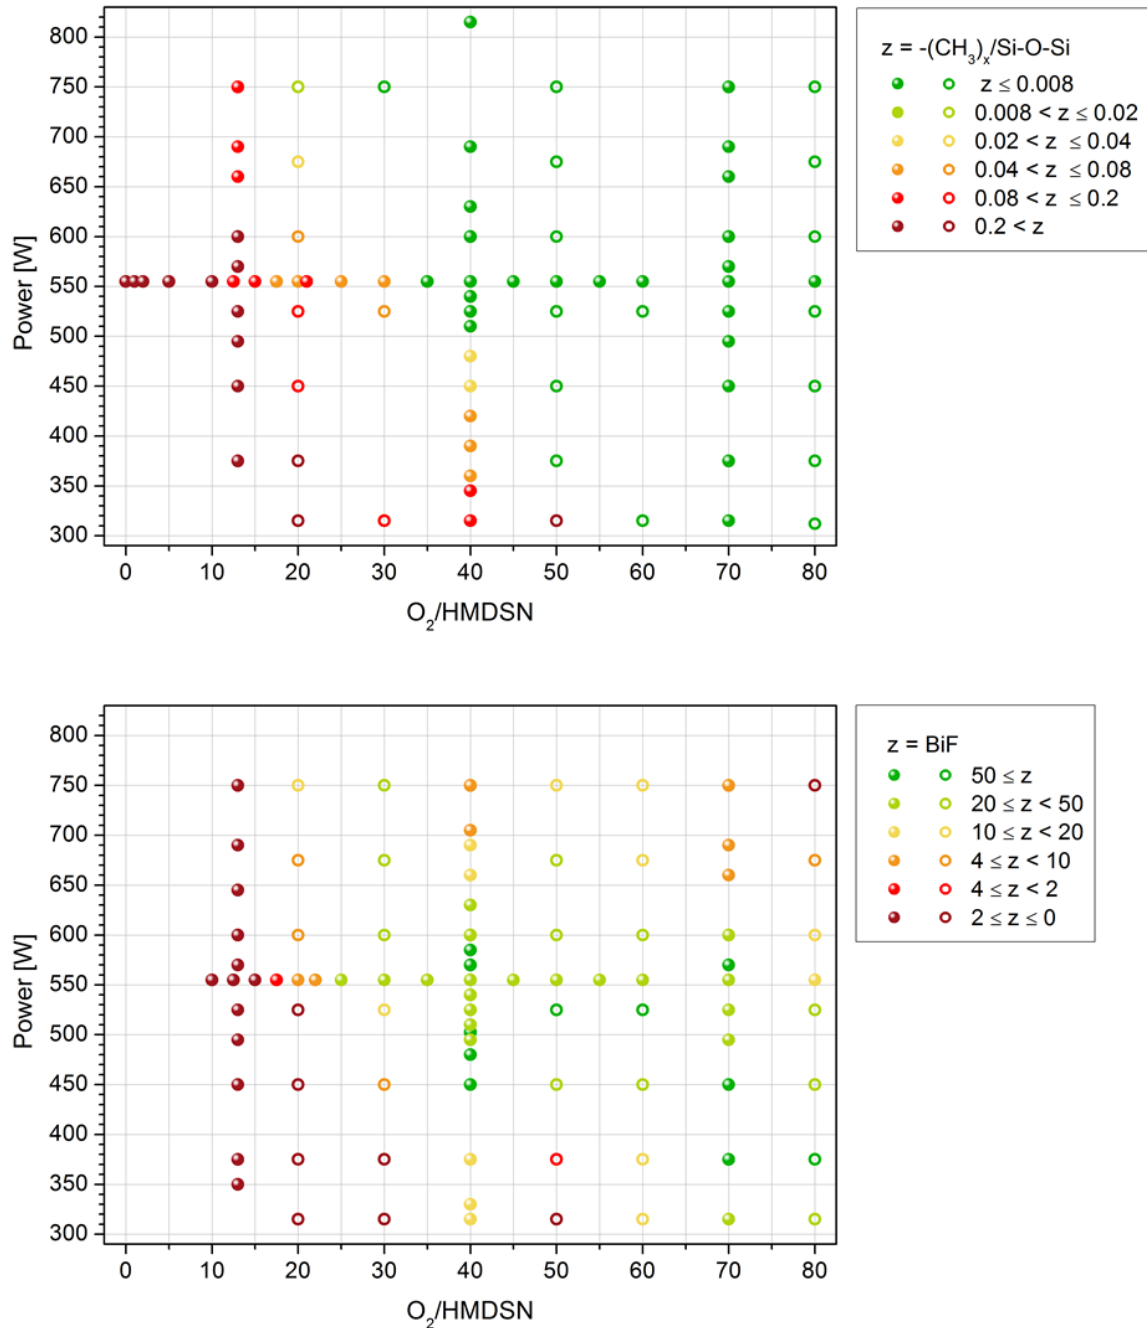 800
750
700
650
600
550
500
450
400
350
300
Power [W]
0 10 20 30 40 50 60 70 80
O₂/HMDSN
z = -(CH₃)ₓ/Si-O-Si
z ≤ 0.008
0.008 < z ≤ 0.02
0.02 < z ≤ 0.04
0.04 < z ≤ 0.08
0.08 < z ≤ 0.2
0.2 < z
800
750
700
650
600
550
500
450
400
350
300
Power [W]
0 10 20 30 40 50 60 70 80
O₂/HMDSN
z = BiF
50 ≤ z
20 ≤ z < 50
10 ≤ z < 20
4 ≤ z < 10
4 ≤ z < 2
2 ≤ z ≤ 0